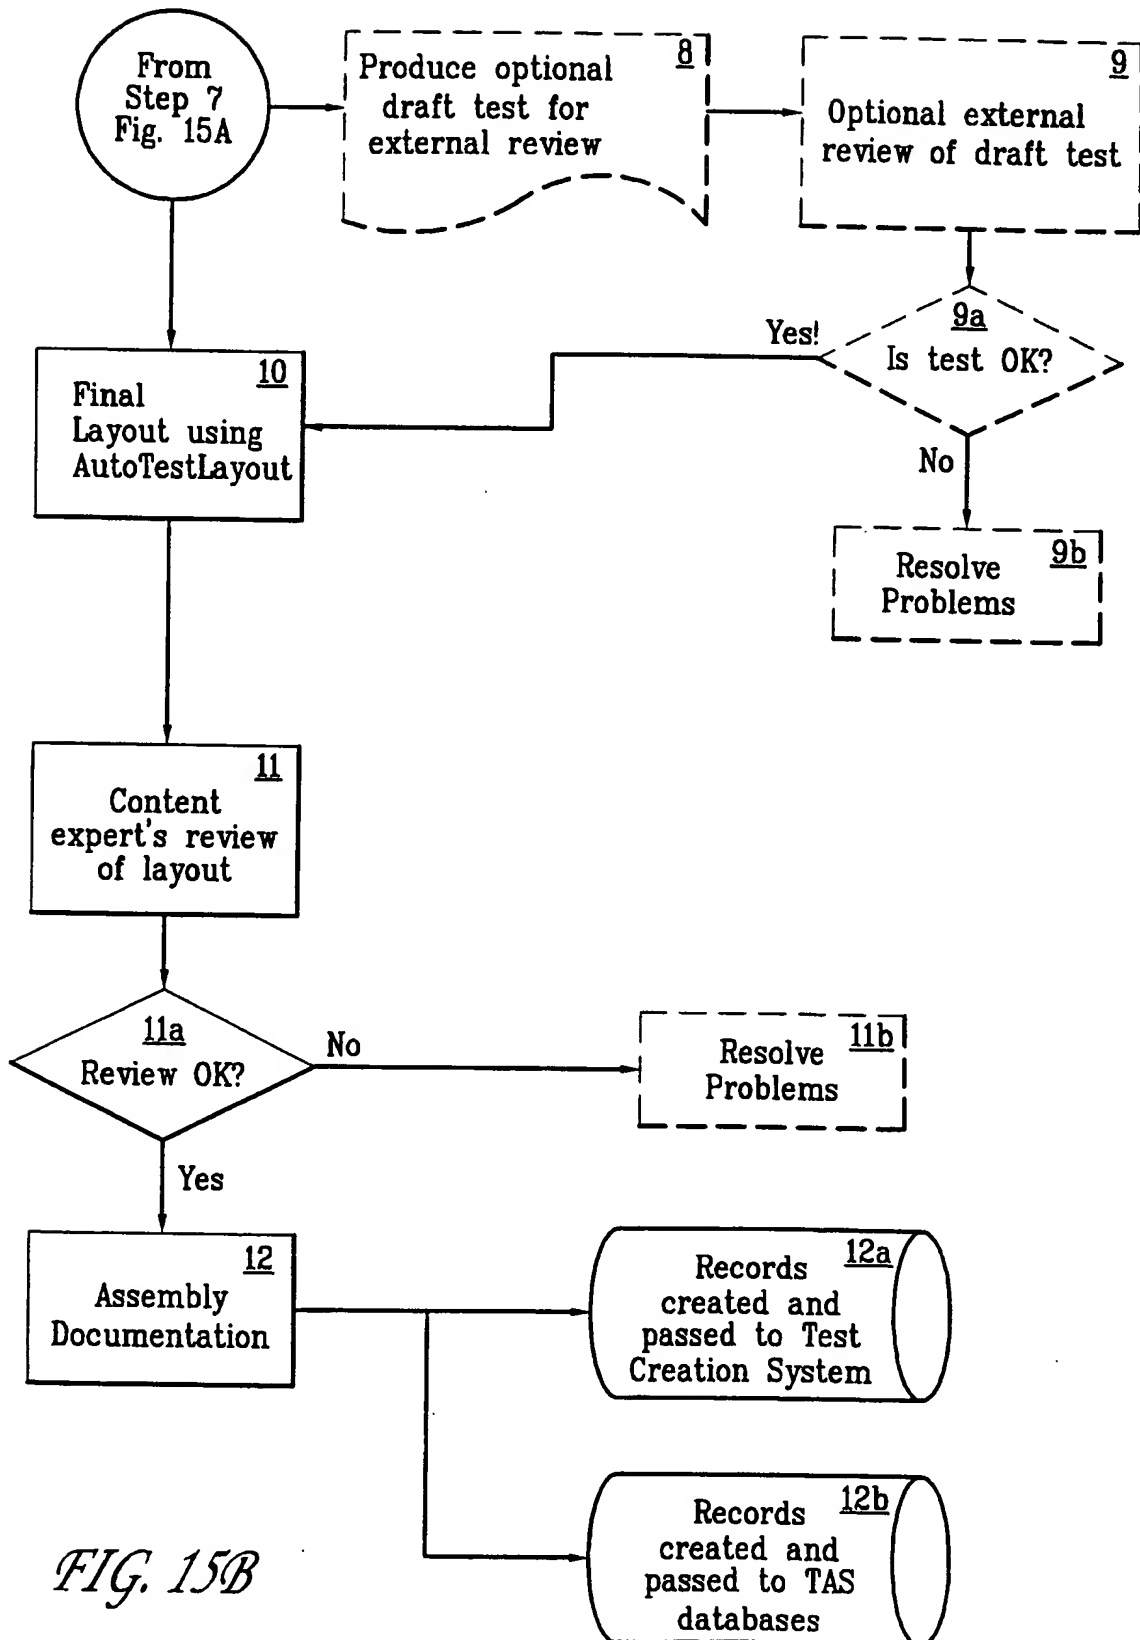 From
Step 7
Fig. 15A
8
Produce optional
draft test for
external review
9
Optional external
review of draft test
9a
Is test OK?
Yes!
No
9b
Resolve
Problems
10
Final
Layout using
AutoTestLayout
11
Content
expert's review
of layout
11a
Review OK?
No
11b
Resolve
Problems
Yes
12
Assembly
Documentation
12a
Records
created and
passed to Test
Creation System
12b
Records
created and
passed to TAS
databases
FIG. 15B